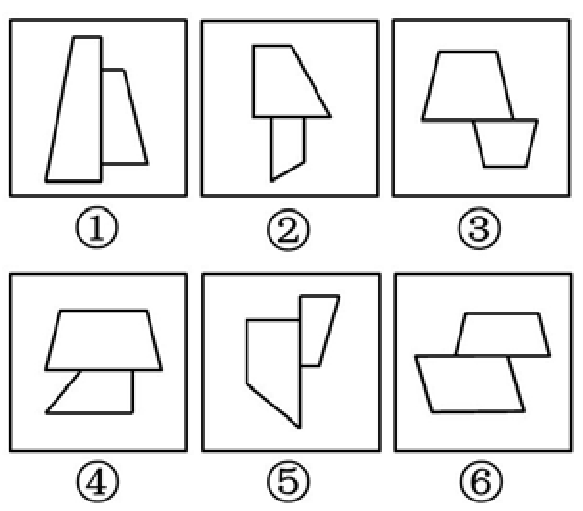 ① ② ③
④ ⑤ ⑥